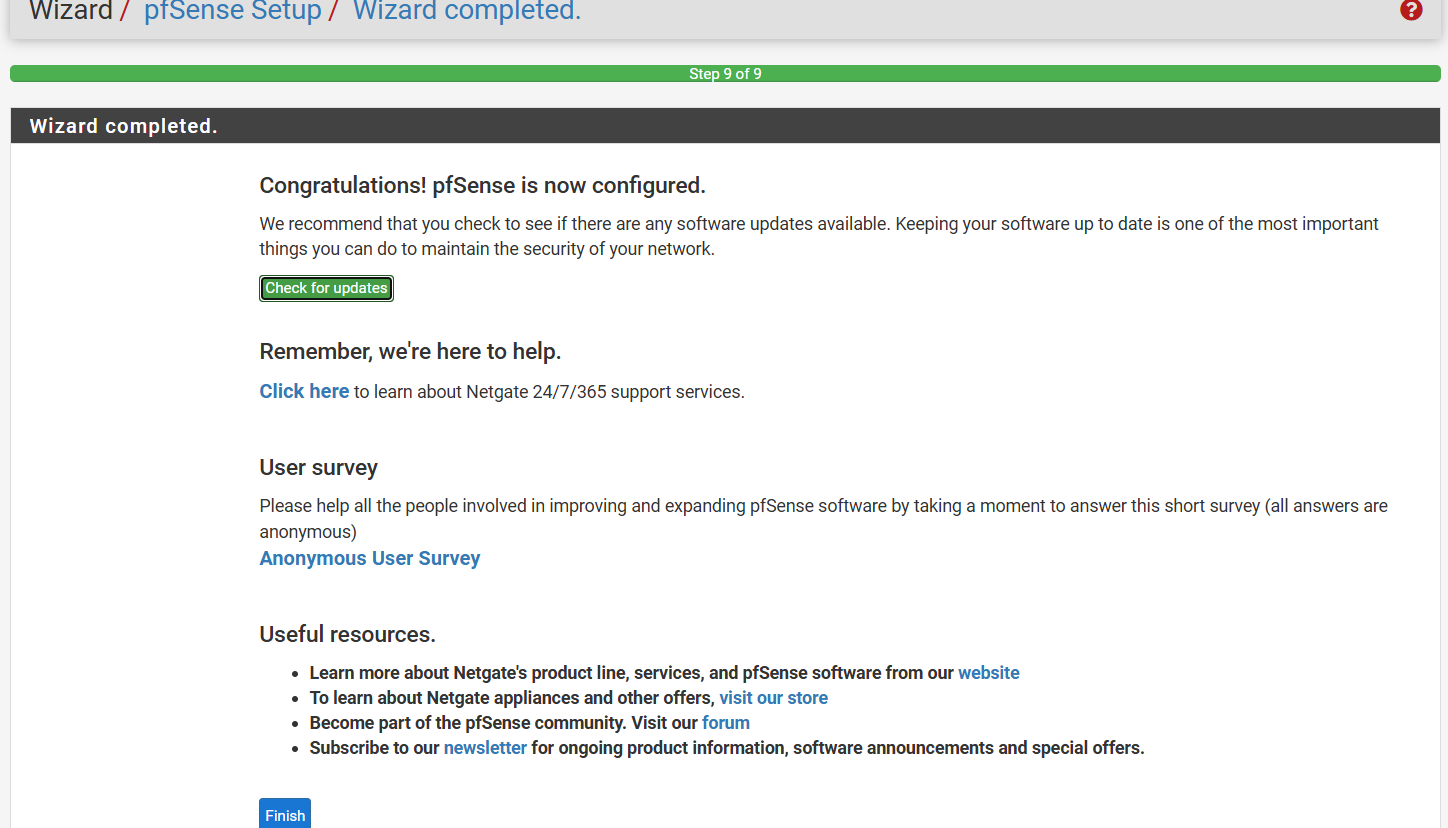 Wizard / pfSense Setup / Wizard completed.
Step 9 of 9
Wizard completed.
Congratulations! pfSense is now configured.
We recommend that you check to see if there are any software updates available. Keeping your software up to date is one of the most important
things you can do to maintain the security of your network.
Check for updates
Remember, we're here to help.
Click here to learn about Netgate 24/7/365 support services.
User survey
Please help all the people involved in improving and expanding pfSense software by taking a moment to answer this short survey (all answers are
anonymous)
Anonymous User Survey
Useful resources.
• Learn more about Netgate's product line, services, and pfSense software from our website
• To learn about Netgate appliances and other offers, visit our store
• Become part of the pfSense community. Visit our forum
• Subscribe to our newsletter for ongoing product information, software announcements and special offers.
Finish